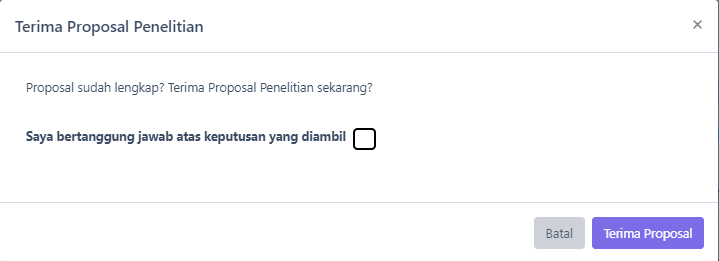 Terima Proposal Penelitian ×
Proposal sudah lengkap? Terima Proposal Penelitian sekarang?
Saya bertanggung jawab atas keputusan yang diambil
Batal Terima Proposal